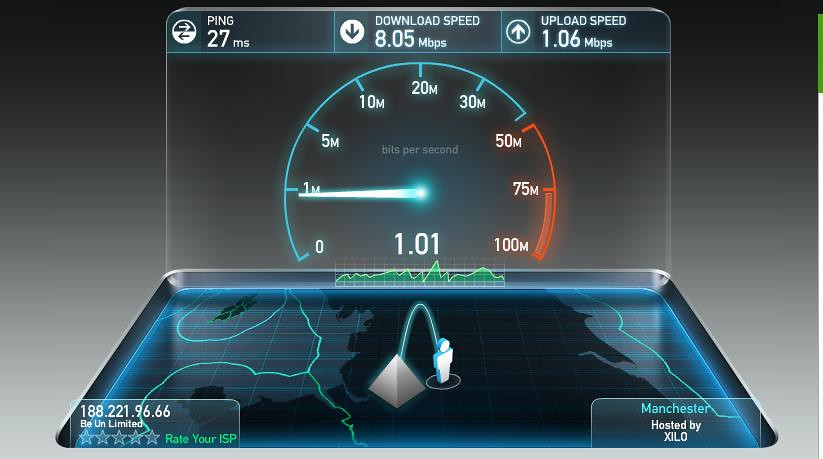 PING
27 ms
DOWNLOAD SPEED
8.05 Mbps
UPLOAD SPEED
1.06 Mbps
20M
10M
30M
5M
50M
bits per second
1M
75M
0
1.01
100M
188.221.96.66
Be Un Limited
Rate Your ISP
Manchester
Hosted by
XILO